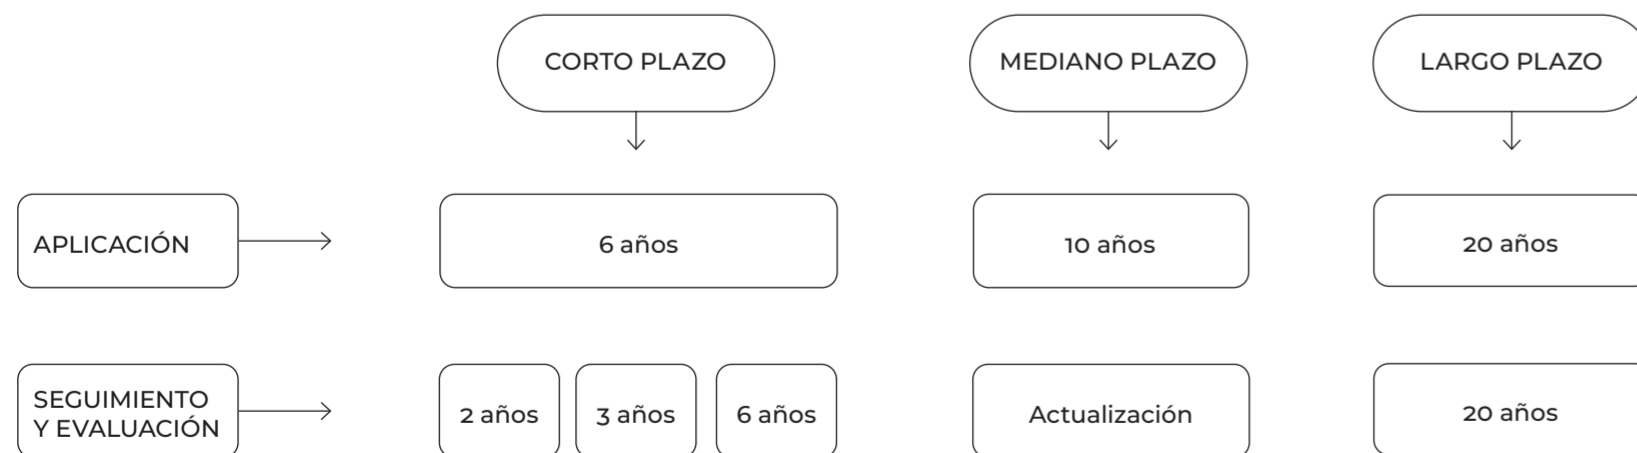 CORTO PLAZO
MEDIANO PLAZO
LARGO PLAZO
APLICACIÓN
6 años
10 años
20 años
SEGUIMIENTO
Y EVALUACIÓN
2 años
3 años
6 años
Actualización
20 años